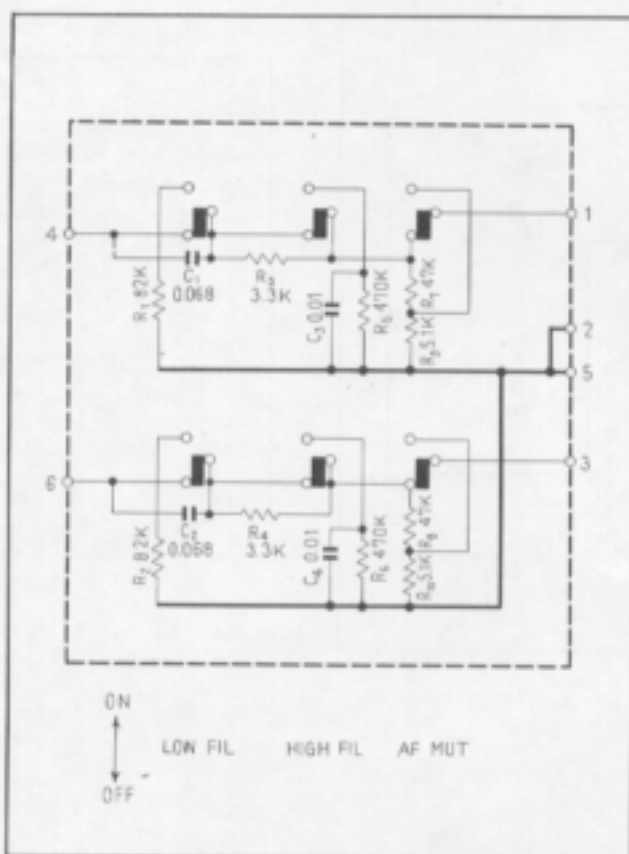 4
1
C₁
0.068
R₃
3.3K
R₁ 82K
C₃ 0.01
R₅ 470K
R₇ 47K
R₉ 5.1K
2
5
6
3
C₂
0.068
R₄
3.3K
R₂ 82K
C₄ 0.01
R₆ 470K
R₈ 47K
5.1K
ON
LOW FIL HIGH FIL AF MUT
OFF